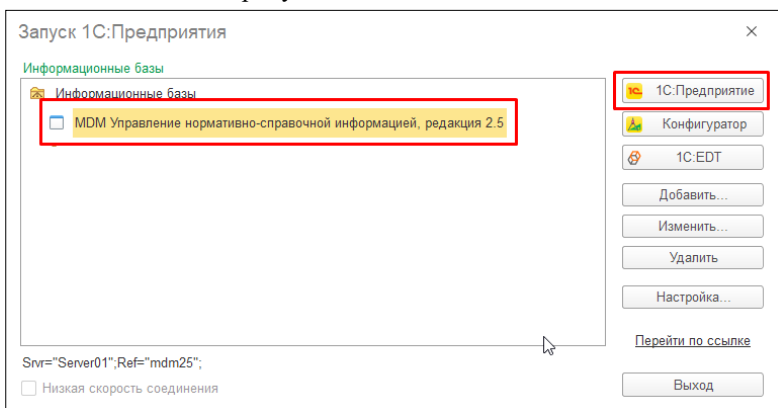 Запуск 1С:Предприятия
Информационные базы
Информационные базы
MDM Управление нормативно-справочной информацией, редакция 2.5
1С:Предприятие
Конфигуратор
1C:EDT
Добавить...
Изменить...
Удалить
Настройка...
Перейти по ссылке
Srvr="Server01";Ref="mdm25";
Низкая скорость соединения
Выход